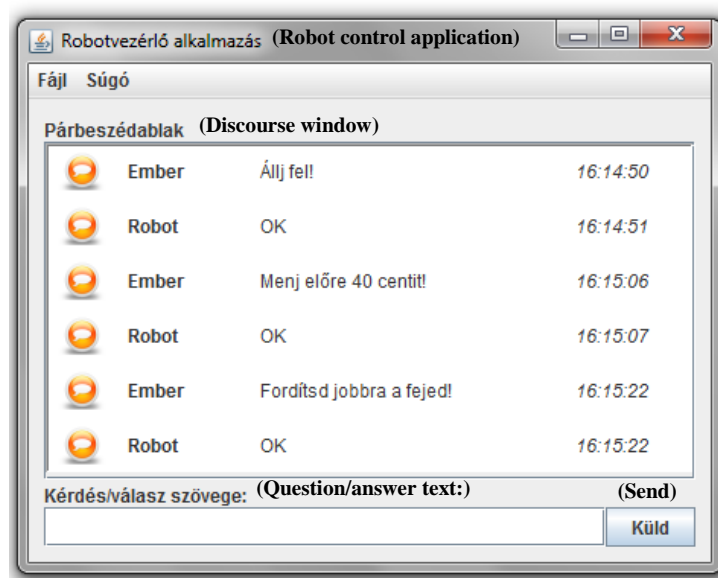 Robotvezérlő alkalmazás (Robot control application)
Fájl Súgó
Párbeszédablak (Discourse window)
Ember Állj fel! 16:14:50
Robot OK 16:14:51
Ember Menj előre 40 centit! 16:15:06
Robot OK 16:15:07
Ember Fordítsd jobbra a fejed! 16:15:22
Robot OK 16:15:22
Kérdés/válasz szövege: (Question/answer text:) (Send)
Küld